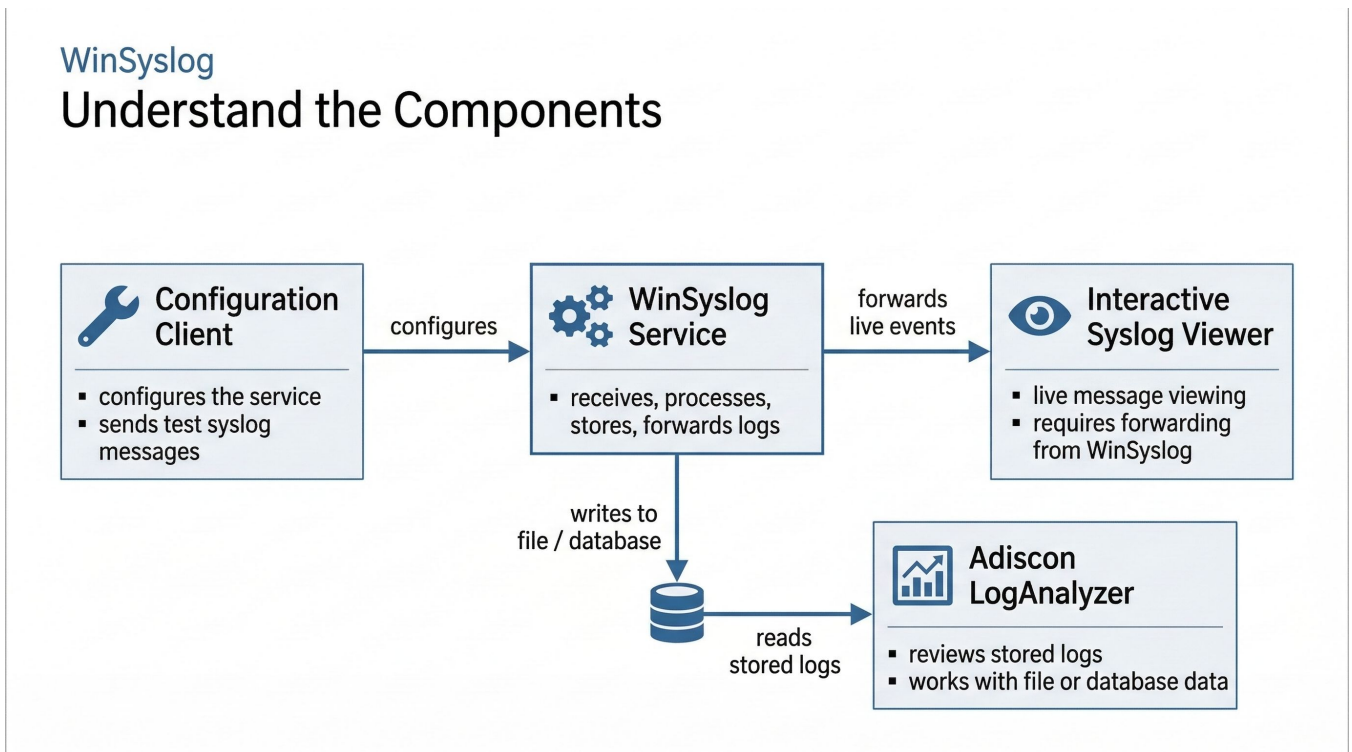 WinSyslog
Understand the Components
Configuration
Client
▪ configures the service
▪ sends test syslog
messages
configures
WinSyslog
Service
▪ receives, processes,
stores, forwards logs
forwards
live events
Interactive
Syslog Viewer
▪ live message viewing
▪ requires forwarding
from WinSyslog
writes to
file / database
reads
stored logs
Adiscon
LogAnalyzer
▪ reviews stored logs
▪ works with file or database data